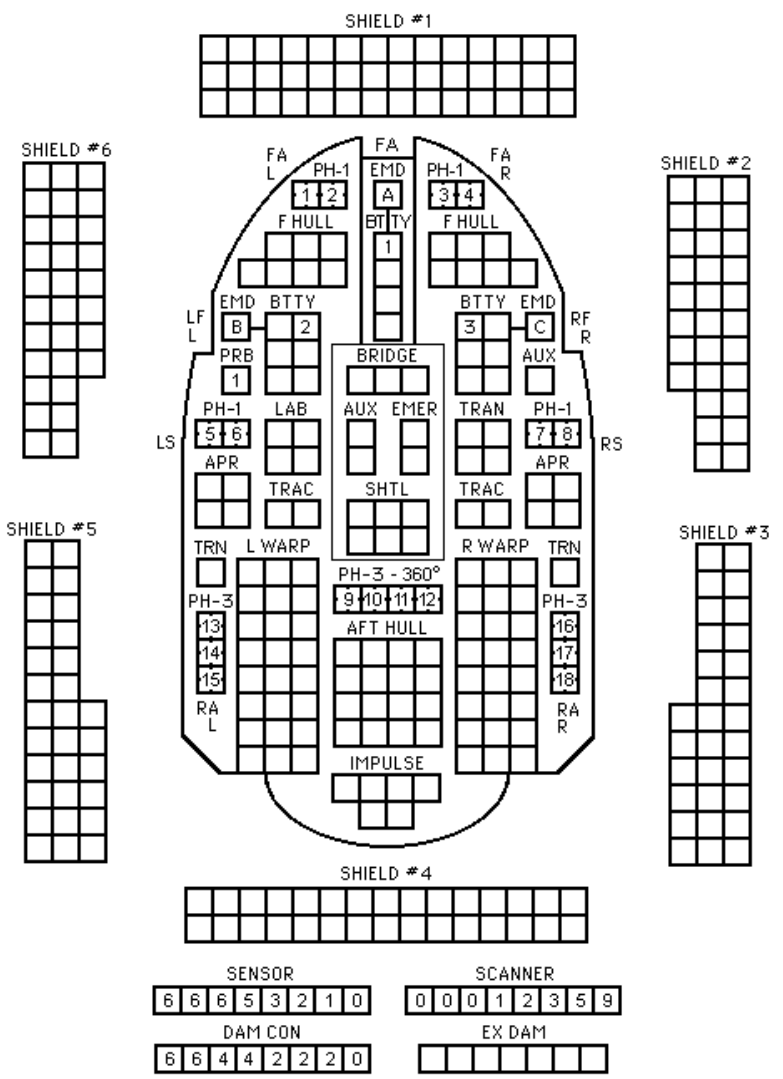 SHIELD #1
SHIELD #6
FA
L
PH-1
1 2
FA
EMD
A
PH-1
3 4
FA
R
SHIELD #2
F HULL
BTTY
1
F HULL
LF
L
EMD
B
BTTY
2
BTTY
3
EMD
C
RF
R
PRB
1
BRIDGE
AUX
LS
PH-1
5 6
LAB
AUX
EMER
TRAN
PH-1
7 8
RS
APR
TRAC
SHTL
TRAC
APR
SHIELD #5
SHIELD #3
TRN
L WARP
R WARP
TRN
PH-3 - 360°
9 10 11 12
PH-3
13
14
15
RA
L
AFT HULL
PH-3
16
17
18
RA
R
IMPULSE
SHIELD #4
SENSOR
6 6 6 5 3 2 1 0
SCANNER
0 0 0 1 2 3 5 9
DAM CON
6 6 4 4 2 2 2 0
EX DAM